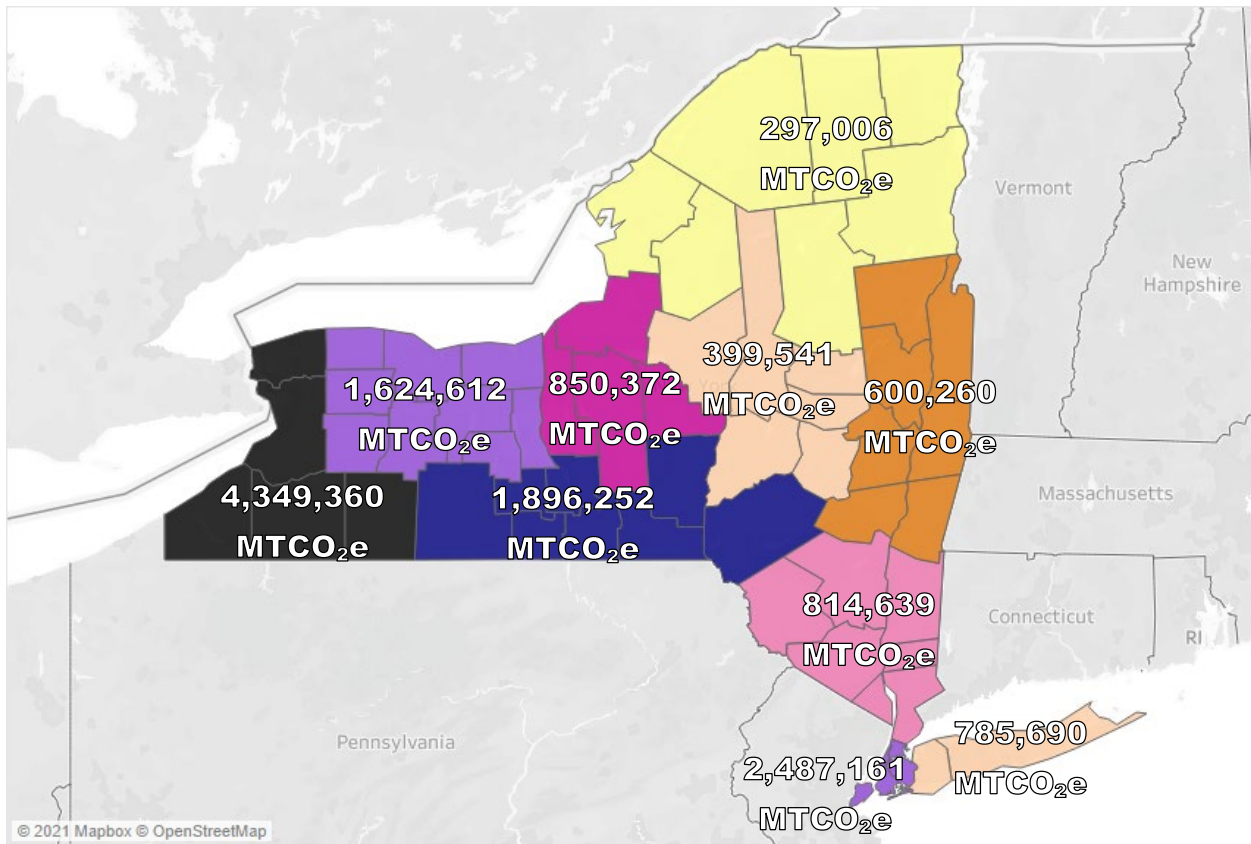 297,006
MTCO₂e
Vermont
New
Hampshire
399,541
MTCO₂e
1,624,612
MTCO₂e
850,372
MTCO₂e
600,260
MTCO₂e
4,349,360
MTCO₂e
1,896,252
MTCO₂e
Massachusetts
814,639
MTCO₂e
Connecticut
RI
Pennsylvania
785,690
MTCO₂e
2,487,161
MTCO₂e
© 2021 Mapbox © OpenStreetMap